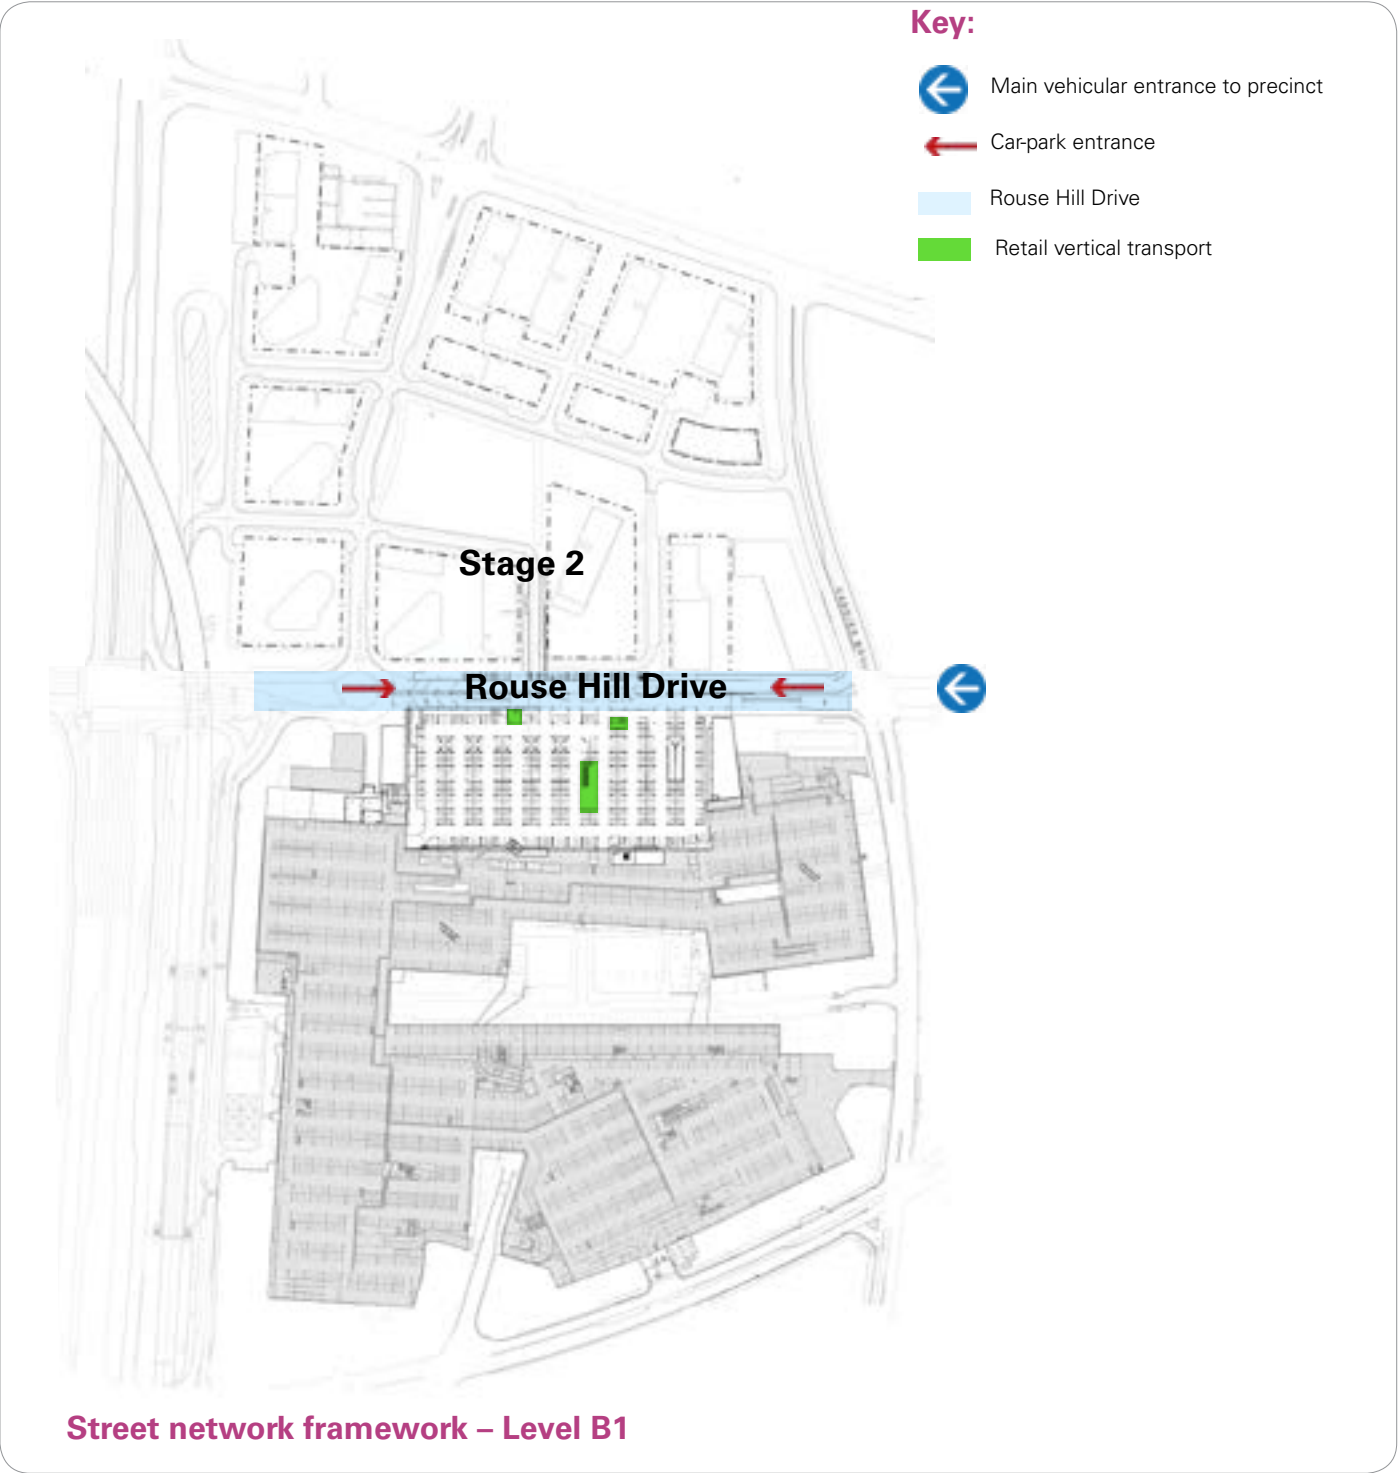 Key:
Main vehicular entrance to precinct
Car-park entrance
Rouse Hill Drive
Retail vertical transport
Stage 2
Rouse Hill Drive
Street network framework – Level B1